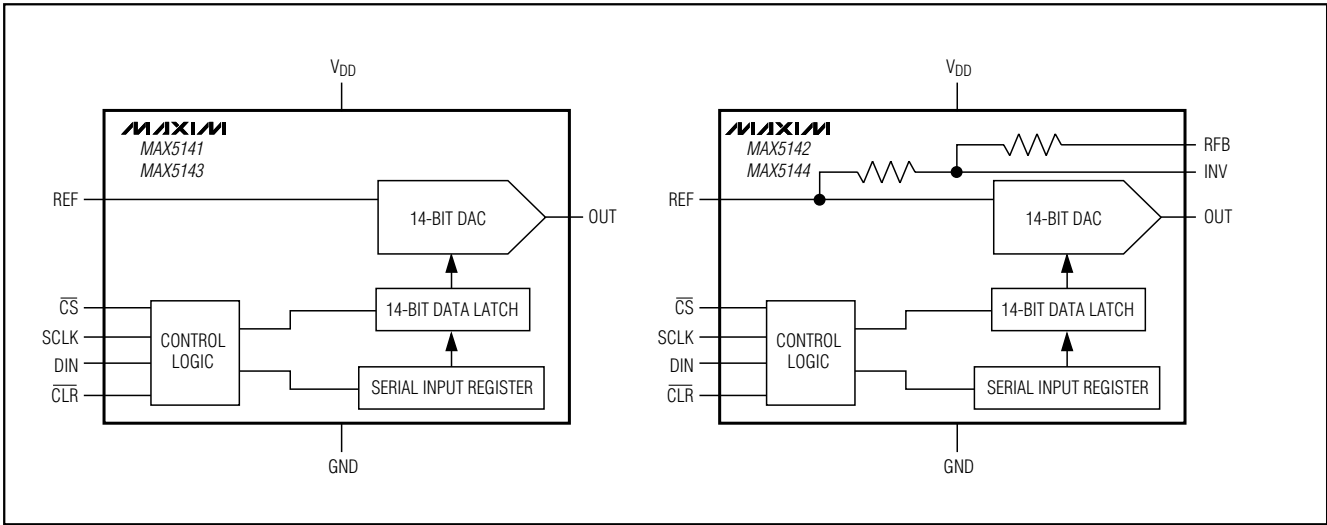 VDD
MAXIM
MAX5141
MAX5143
REF
14-BIT DAC
OUT
CS
SCLK
DIN
CLR
CONTROL
LOGIC
14-BIT DATA LATCH
SERIAL INPUT REGISTER
GND
VDD
MAXIM
MAX5142
MAX5144
RFB
INV
REF
14-BIT DAC
OUT
CS
SCLK
DIN
CLR
CONTROL
LOGIC
14-BIT DATA LATCH
SERIAL INPUT REGISTER
GND